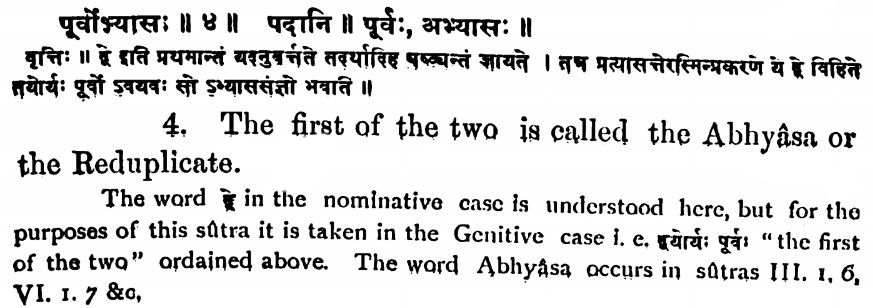 पूर्वोभ्यासः ॥ ४ ॥ पदानि ॥ पूर्वः, अभ्यासः ॥
वृत्तिः ॥ द्वे इति प्रथमान्तं यदनुवर्त्तते तदर्थादिह षष्ठ्यन्तं जायते । तत्र प्रत्यासत्तेरस्मिन्प्रकरणे ये द्वे विहिते
तयोर्यः पूर्वो ऽवयवः सो ऽभ्याससंज्ञो भवति ॥
4. The first of the two is called the Abhyâsa or
the Reduplicate.
The word द्वे in the nominative case is understood here, but for the
purposes of this sûtra it is taken in the Genitive case i. e. द्वयोर्यः पूर्वः "the first
of the two" ordained above. The word Abhyâsa occurs in sûtras III. 1, 6,
VI. 1. 7 &c,